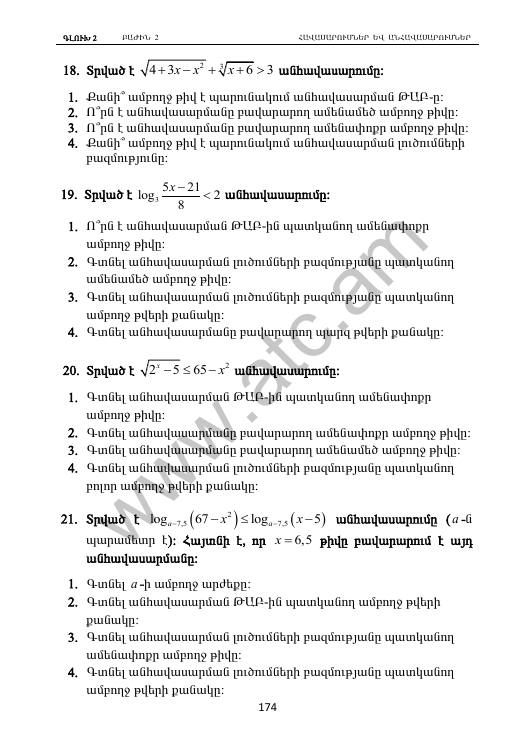 ԳԼՈՒԽ 2 ԲԱԺԻՆ 2 ՀԱՎԱՍԱՐՈՒՄՆԵՐ ԵՎ ԱՆՀԱՎԱՍԱՐՈՒՄՆԵՐ
18. Տրված է √(4+3x−x²) + ∛(x+6) > 3 անհավասարումը:
1. Քանի՞ ամբողջ թիվ է պարունակում անհավասարման ԹԱԲ-ը:
2. Ո՞րն է անհավասարմանը բավարարող ամենամեծ ամբողջ թիվը:
3. Ո՞րն է անհավասարմանը բավարարող ամենափոքր ամբողջ թիվը:
4. Քանի՞ ամբողջ թիվ է պարունակում անհավասարման լուծումների
բազմությունը:
19. Տրված է log₃ (5x−21)/8 < 2 անհավասարումը:
1. Ո՞րն է անհավասարման ԹԱԲ-ին պատկանող ամենափոքր
ամբողջ թիվը:
2. Գտնել անհավասարման լուծումների բազմությանը պատկանող
ամենամեծ ամբողջ թիվը:
3. Գտնել անհավասարման լուծումների բազմությանը պատկանող
ամբողջ թվերի քանակը:
4. Գտնել անհավասարմանը բավարարող պարզ թվերի քանակը:
20. Տրված է √(2ˣ−5) ≤ 65−x² անհավասարումը:
1. Գտնել անհավասարման ԹԱԲ-ին պատկանող ամենափոքր
ամբողջ թիվը:
2. Գտնել անհավասարմանը բավարարող ամենափոքր ամբողջ թիվը:
3. Գտնել անհավասարմանը բավարարող ամենամեծ ամբողջ թիվը:
4. Գտնել անհավասարման լուծումների բազմությանը պատկանող
բոլոր ամբողջ թվերի քանակը:
21. Տրված է log_{a−7,5}(67−x²) ≤ log_{a−7,5}(x−5) անհավասարումը (a-ն
պարամետր է): Հայտնի է, որ x=6,5 թիվը բավարարում է այդ
անհավասարմանը:
1. Գտնել a-ի ամբողջ արժեքը:
2. Գտնել անհավասարման ԹԱԲ-ին պատկանող ամբողջ թվերի
քանակը:
3. Գտնել անհավասարման լուծումների բազմությանը պատկանող
ամենափոքր ամբողջ թիվը:
4. Գտնել անհավասարման լուծումների բազմությանը պատկանող
ամբողջ թվերի քանակը:
174
www.atc.am